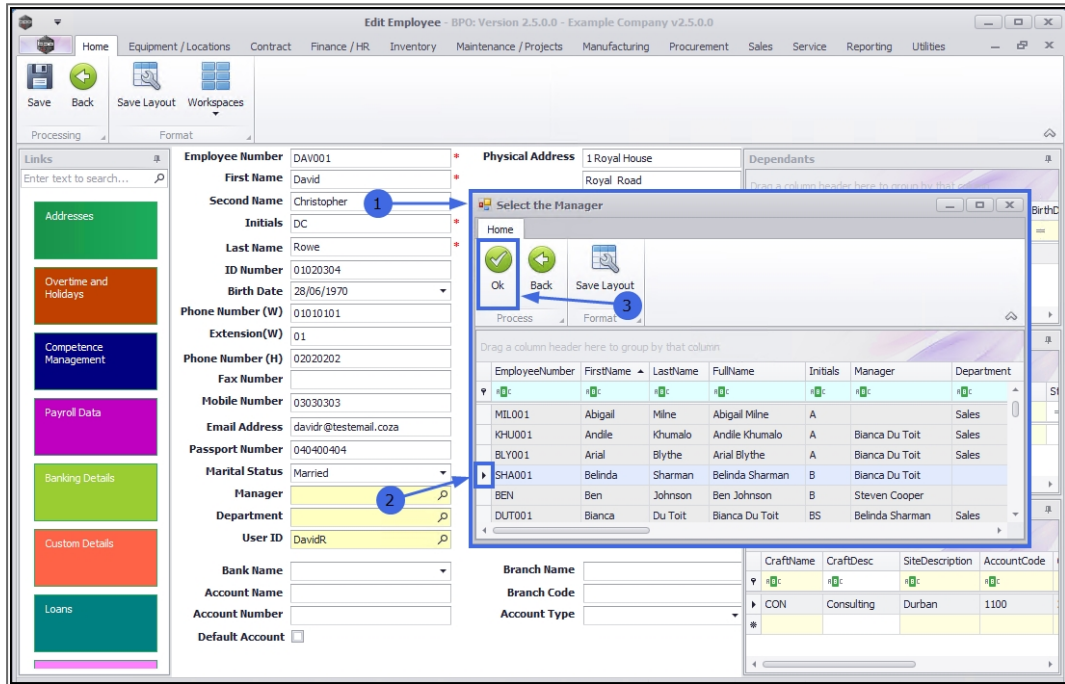 Edit Employee - BPO: Version 2.5.0.0 - Example Company v2.5.0.0
Home Equipment / Locations Contract Finance / HR Inventory Maintenance / Projects Manufacturing Procurement Sales Service Reporting Utilities
Save Back Save Layout Workspaces
Processing Format
Links
Enter text to search...
Addresses
Overtime and
Holidays
Competence
Management
Payroll Data
Banking Details
Custom Details
Loans
Employee Number DAV001 *
First Name David *
Second Name Christopher
Initials DC *
Last Name Rowe *
ID Number 01020304
Birth Date 28/06/1970
Phone Number (W) 01010101
Extension(W) 01
Phone Number (H) 02020202
Fax Number
Mobile Number 03030303
Email Address davidr@testemail.coza
Passport Number 040400404
Marital Status Married
Manager
Department
User ID DavidR
Bank Name
Account Name
Account Number
Default Account
Physical Address 1 Royal House
Royal Road
Branch Name
Branch Code
Account Type
Dependants
Drag a column header here to group by that column
BirthD
1
2
3
Select the Manager
Home
Ok Back Save Layout
Process Format
Drag a column header here to group by that column
EmployeeNumber FirstName LastName FullName Initials Manager Department
MIL001 Abigail Milne Abigail Milne A Sales
KHU001 Andile Khumalo Andile Khumalo A Bianca Du Toit Sales
BLY001 Arial Blythe Arial Blythe A Bianca Du Toit Sales
SHA001 Belinda Sharman Belinda Sharman B Bianca Du Toit
BEN Ben Johnson Ben Johnson B Steven Cooper
DUT001 Bianca Du Toit Bianca Du Toit BS Belinda Sharman Sales
St
CraftName CraftDesc SiteDescription AccountCode
CON Consulting Durban 1100